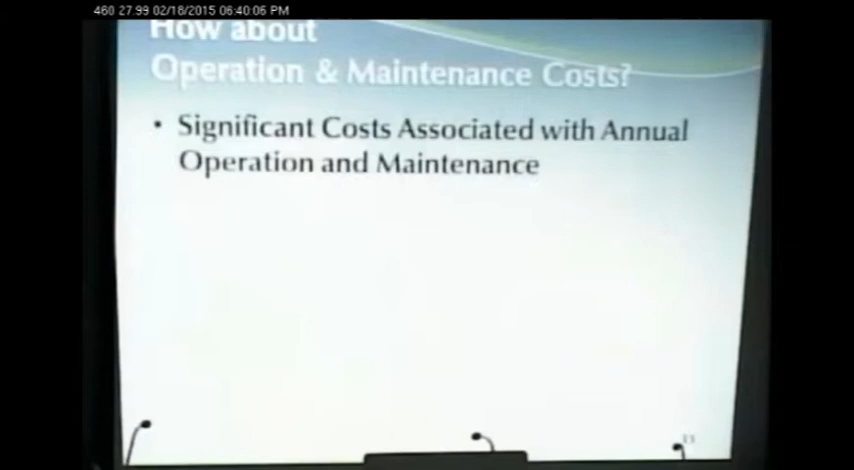 460 27.99 02/18/2015 06:40:06 PM
How about
Operation & Maintenance Costs?
• Significant Costs Associated with Annual
Operation and Maintenance
13